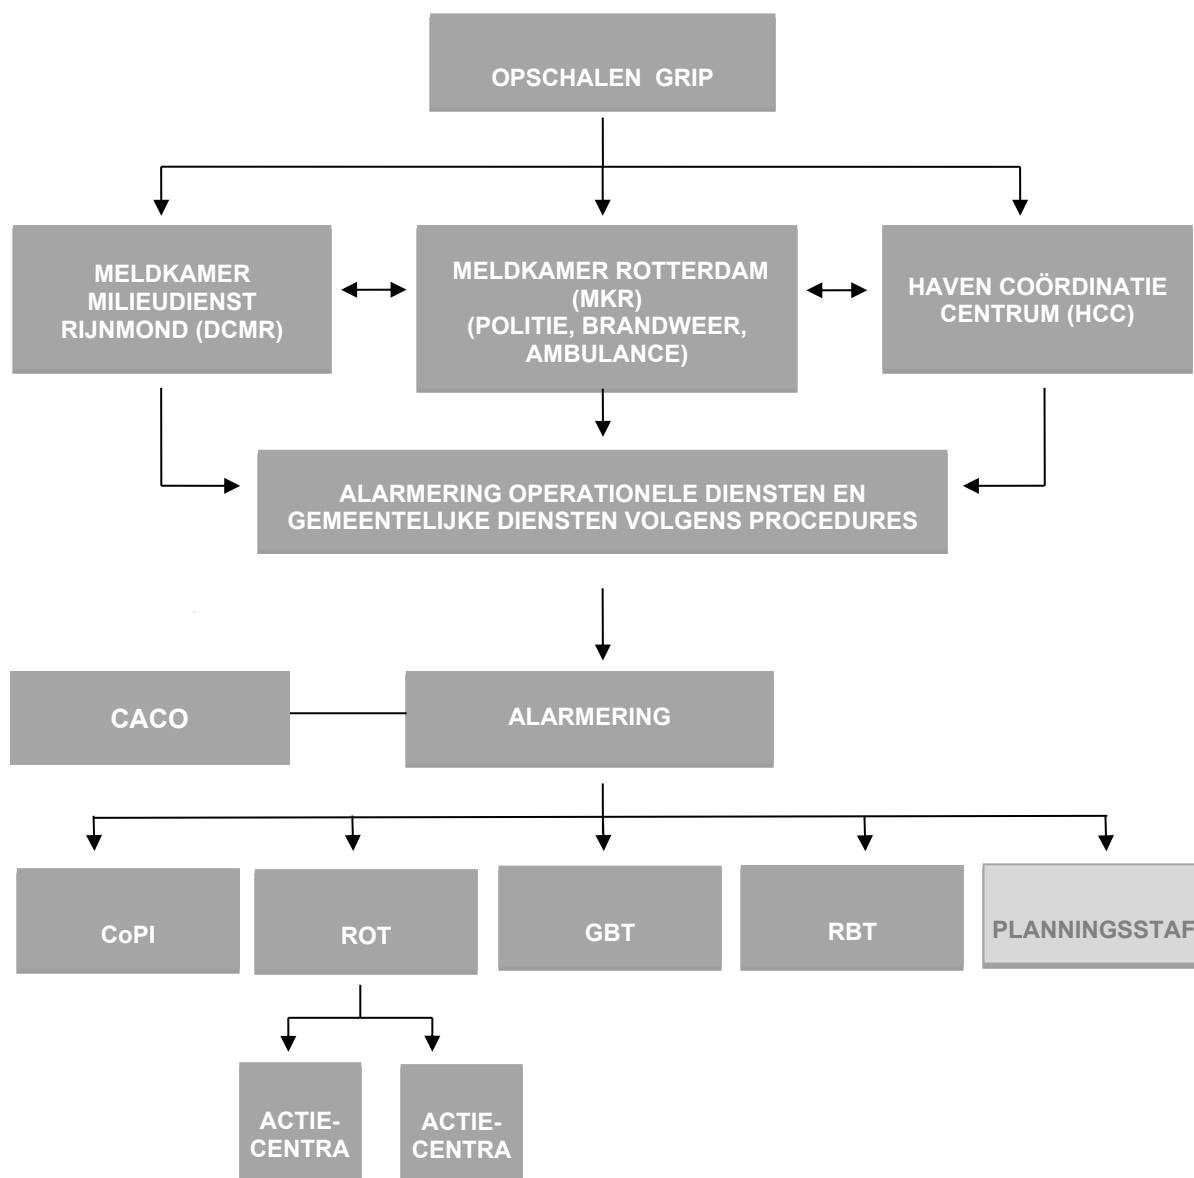 OPSCHALEN GRIP
MELDKAMER
MILIEUDIENST
RIJNMOND (DCMR)
MELDKAMER ROTTERDAM
(MKR)
(POLITIE, BRANDWEER,
AMBULANCE)
HAVEN COÖRDINATIE
CENTRUM (HCC)
ALARMERING OPERATIONELE DIENSTEN EN
GEMEENTELIJKE DIENSTEN VOLGENS PROCEDURES
CACO
ALARMERING
CoPI
ROT
GBT
RBT
PLANNINGSSTAF
ACTIE-
CENTRA
ACTIE-
CENTRA